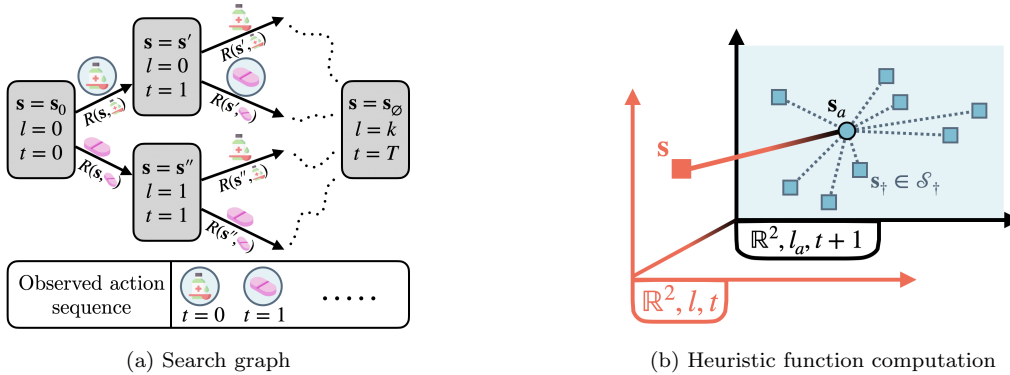 s = s₀
l = 0
t = 0
R(s, )
R(s, )
s = s′
l = 0
t = 1
R(s′, )
R(s′, )
s = s″
l = 1
t = 1
R(s″, )
R(s″, )
s = s∅
l = k
t = T
Observed action
sequence
t = 0
t = 1
(a) Search graph
s
sₐ
s† ∈ 𝒮†
ℝ², lₐ, t + 1
ℝ², l, t
(b) Heuristic function computation